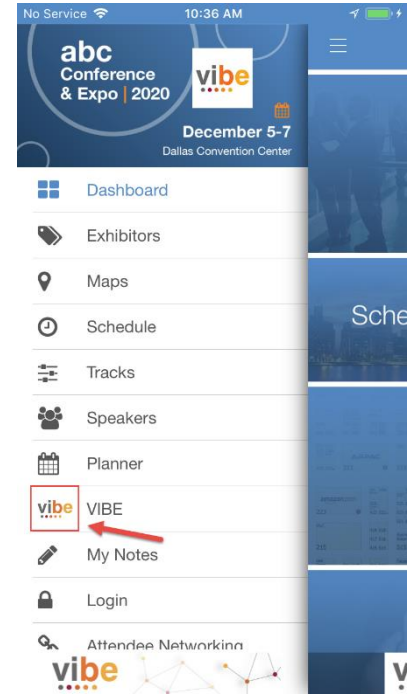 No Service
10:36 AM
abc
Conference
& Expo | 2020
vibe
December 5-7
Dallas Convention Center
Dashboard
Exhibitors
Maps
Schedule
Sche
Tracks
Speakers
Planner
vibe VIBE
My Notes
Login
Attendee Networking
vibe
v